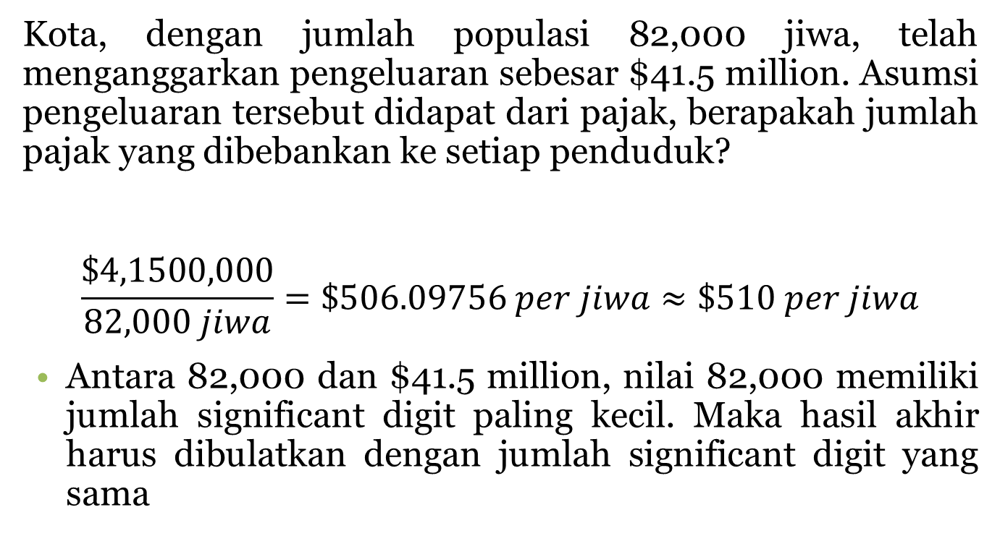 Kota, dengan jumlah populasi 82,000 jiwa, telah
menganggarkan pengeluaran sebesar $41.5 million. Asumsi
pengeluaran tersebut didapat dari pajak, berapakah jumlah
pajak yang dibebankan ke setiap penduduk?
$4,1500,000
82,000 jiwa
= $506.09756 per jiwa ≈ $510 per jiwa
• Antara 82,000 dan $41.5 million, nilai 82,000 memiliki
jumlah significant digit paling kecil. Maka hasil akhir
harus dibulatkan dengan jumlah significant digit yang
sama